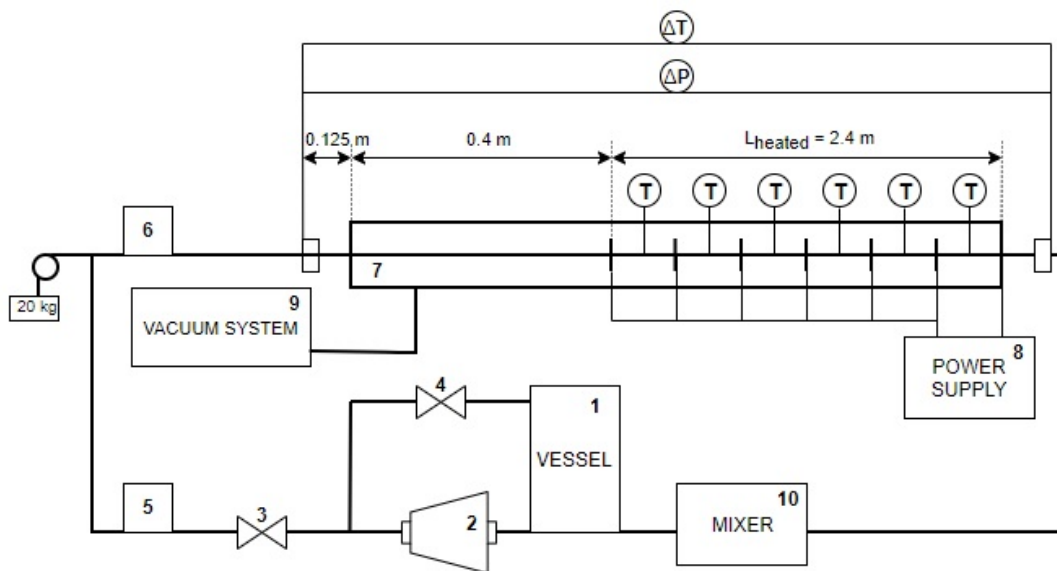 ΔT
ΔP
0.125 m
0.4 m
Lheated = 2.4 m
T T T T T T
6
7
20 kg
9
VACUUM SYSTEM
8
POWER
SUPPLY
4
1
VESSEL
5
3
2
10
MIXER